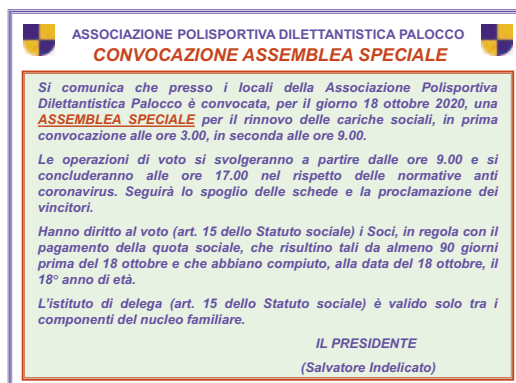 ASSOCIAZIONE POLISPORTIVA DILETTANTISTICA PALOCCO
CONVOCAZIONE ASSEMBLEA SPECIALE
Si comunica che presso i locali della Associazione Polisportiva
Dilettantistica Palocco è convocata, per il giorno 18 ottobre 2020, una
ASSEMBLEA SPECIALE per il rinnovo delle cariche sociali, in prima
convocazione alle ore 3.00, in seconda alle ore 9.00.
Le operazioni di voto si svolgeranno a partire dalle ore 9.00 e si
concluderanno alle ore 17.00 nel rispetto delle normative anti
coronavirus. Seguirà lo spoglio delle schede e la proclamazione dei
vincitori.
Hanno diritto al voto (art. 15 dello Statuto sociale) i Soci, in regola con il
pagamento della quota sociale, che risultino tali da almeno 90 giorni
prima del 18 ottobre e che abbiano compiuto, alla data del 18 ottobre, il
18° anno di età.
L'istituto di delega (art. 15 dello Statuto sociale) è valido solo tra i
componenti del nucleo familiare.
IL PRESIDENTE
(Salvatore Indelicato)